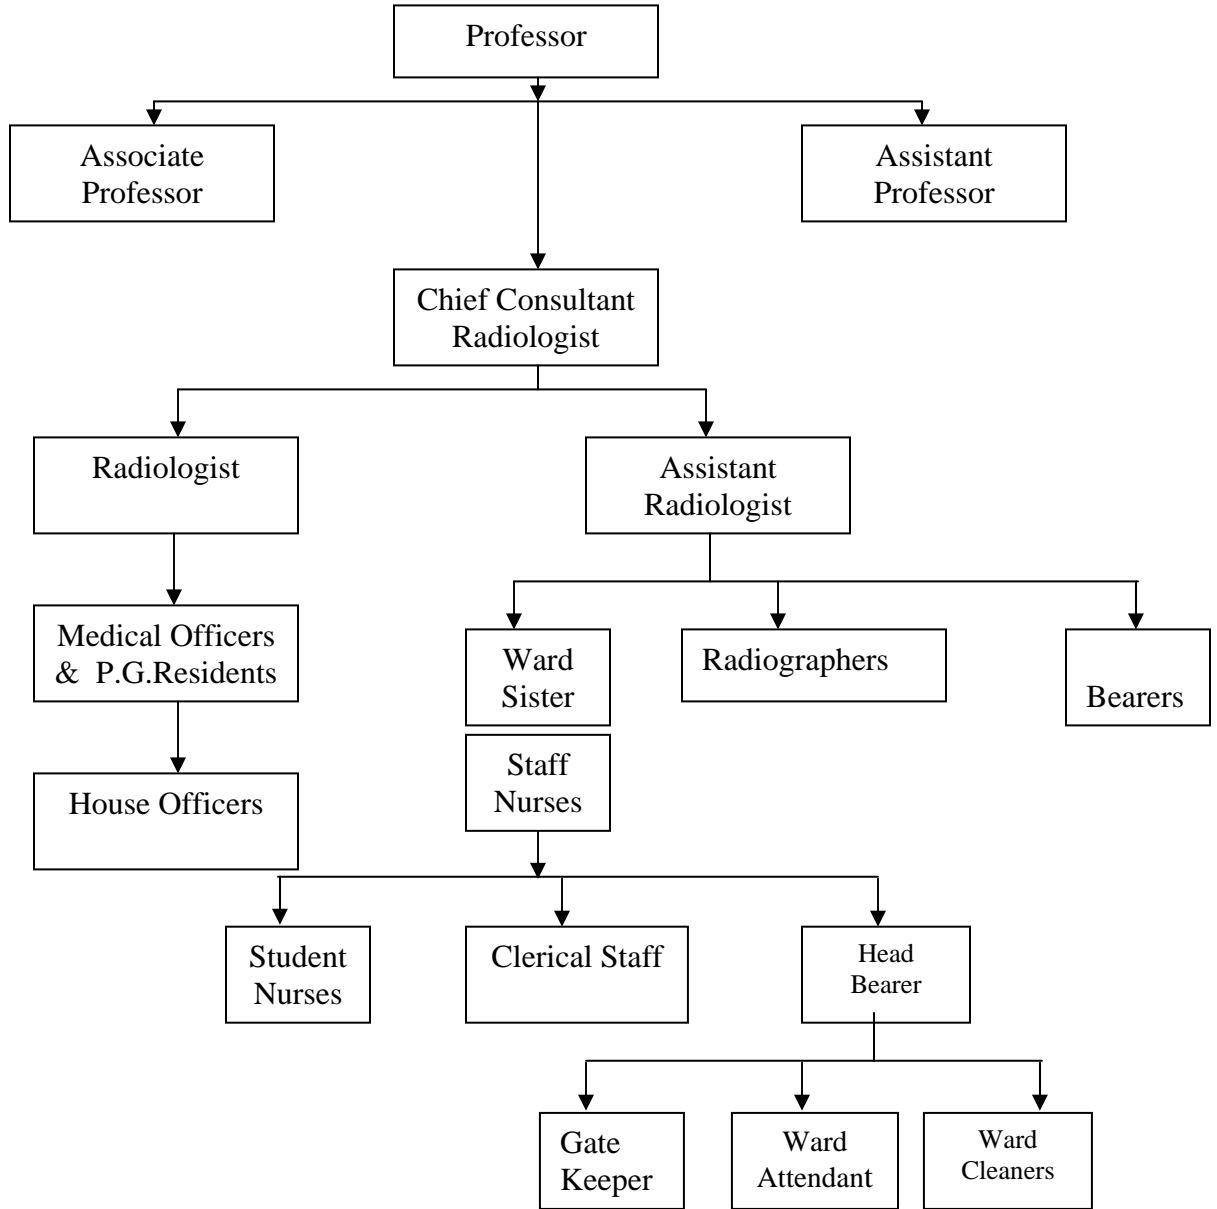 Professor
Associate
Professor
Assistant
Professor
Chief Consultant
Radiologist
Radiologist
Assistant
Radiologist
Medical Officers
& P.G.Residents
Ward
Sister
Radiographers
Bearers
Staff
Nurses
House Officers
Student
Nurses
Clerical Staff
Head
Bearer
Gate
Keeper
Ward
Attendant
Ward
Cleaners